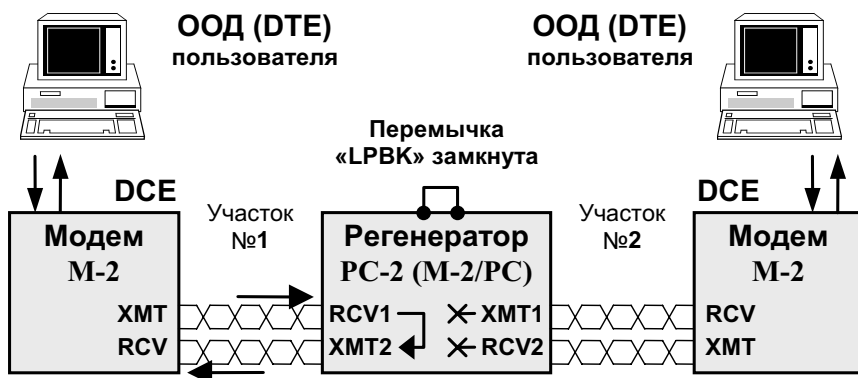 ООД (DTE)
пользователя
ООД (DTE)
пользователя
Перемычка
«LPBK» замкнута
DCE
DCE
Участок
№1
Участок
№2
Модем
М-2
XMT
RCV
Регенератор
РС-2 (М-2/РС)
RCV1
XMT2
XMT1
RCV2
Модем
М-2
RCV
XMT